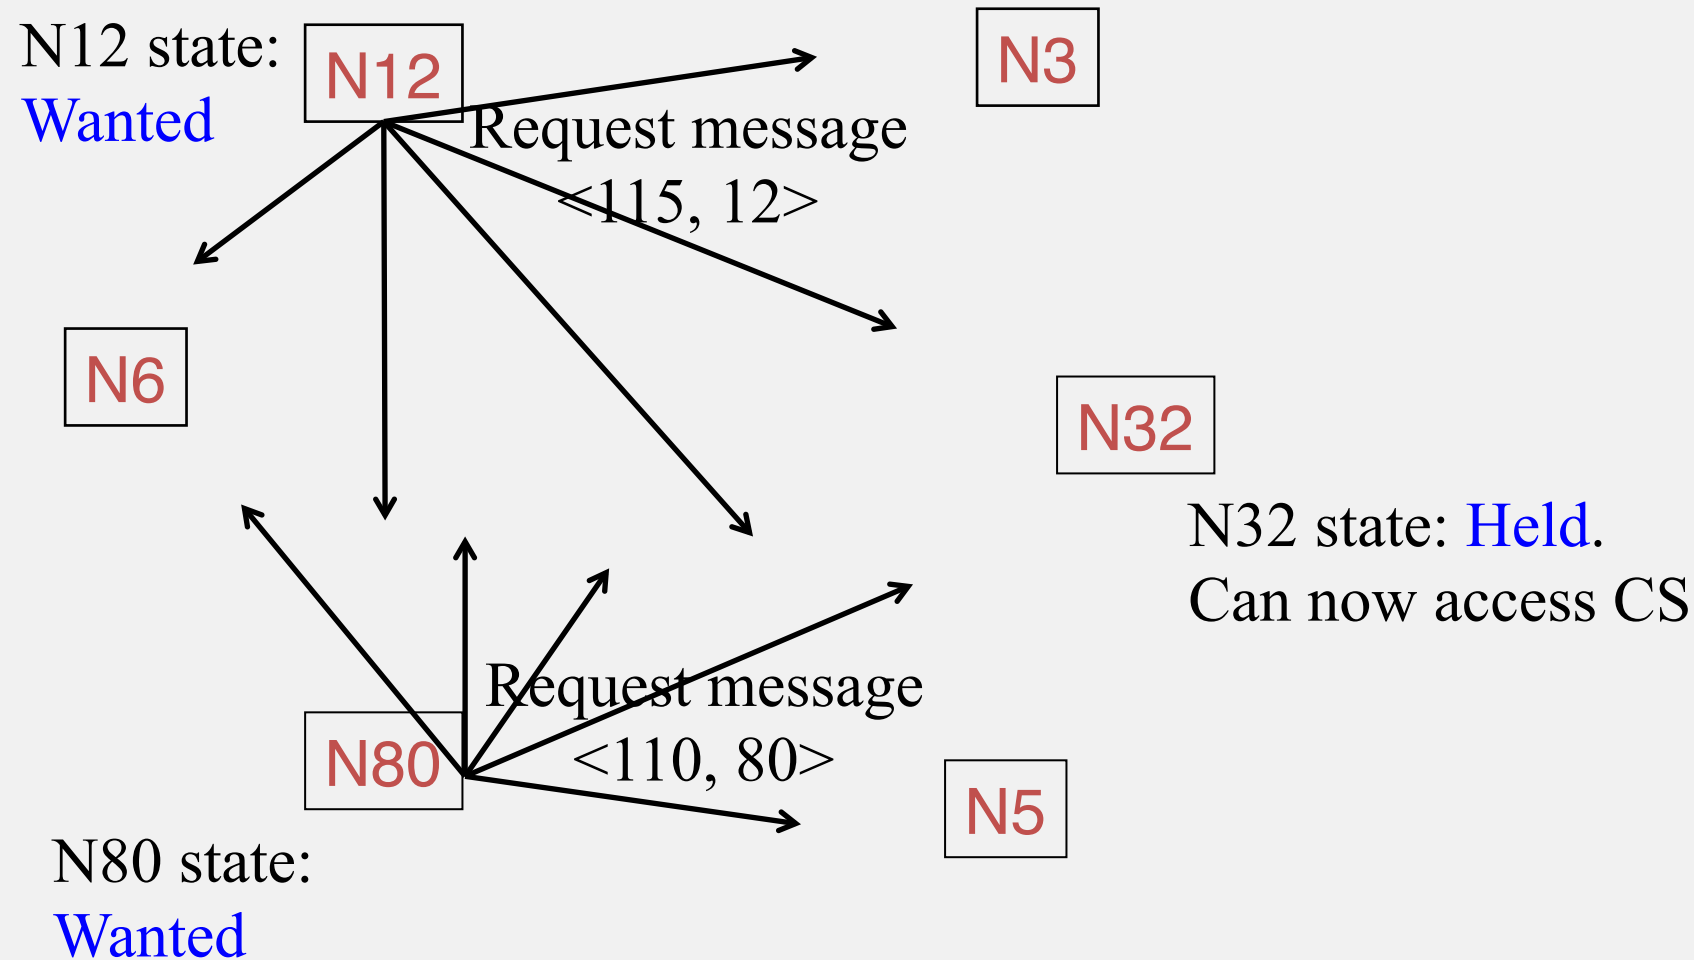 N12 state:
Wanted
N12
N3
Request message
<115, 12>
N6
N32
N32 state: Held.
Can now access CS
Request message
<110, 80>
N80
N5
N80 state:
Wanted